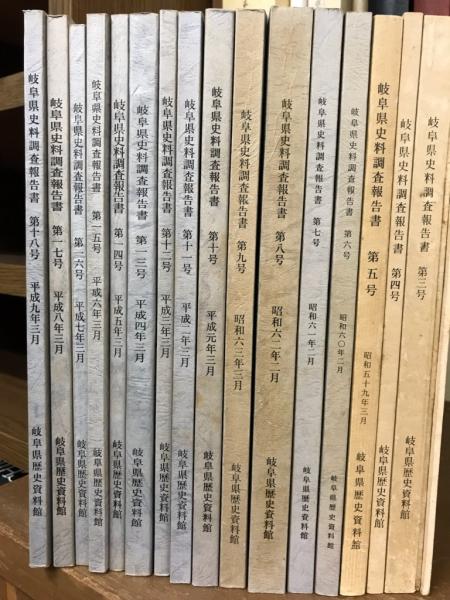 岐阜県史料調査報告書 第三号
岐阜県史料調査報告書 第四号 岐阜県歴史資料館
岐阜県史料調査報告書 第五号 昭和五十九年三月 岐阜県歴史資料館
岐阜県史料調査報告書 第六号 昭和六〇年二月 岐阜県歴史資料館
岐阜県史料調査報告書 第七号 昭和六一年二月 岐阜県歴史資料館
岐阜県史料調査報告書 第八号 昭和六二年二月 岐阜県歴史資料館
岐阜県史料調査報告書 第九号 昭和六三年三月 岐阜県歴史資料館
岐阜県史料調査報告書 第十号 平成元年三月 岐阜県歴史資料館
岐阜県史料調査報告書 第十一号 平成二年三月 岐阜県歴史資料館
岐阜県史料調査報告書 第十二号 平成三年三月 岐阜県歴史資料館
岐阜県史料調査報告書 第一三号 平成四年三月 岐阜県歴史資料館
岐阜県史料調査報告書 第一四号 平成五年三月 岐阜県歴史資料館
岐阜県史料調査報告書 第一五号 平成六年三月 岐阜県歴史資料館
岐阜県史料調査報告書 第一六号 平成七年三月 岐阜県歴史資料館
岐阜県史料調査報告書 第一七号 平成八年三月 岐阜県歴史資料館
岐阜県史料調査報告書 第十八号 平成九年三月 岐阜県歴史資料館